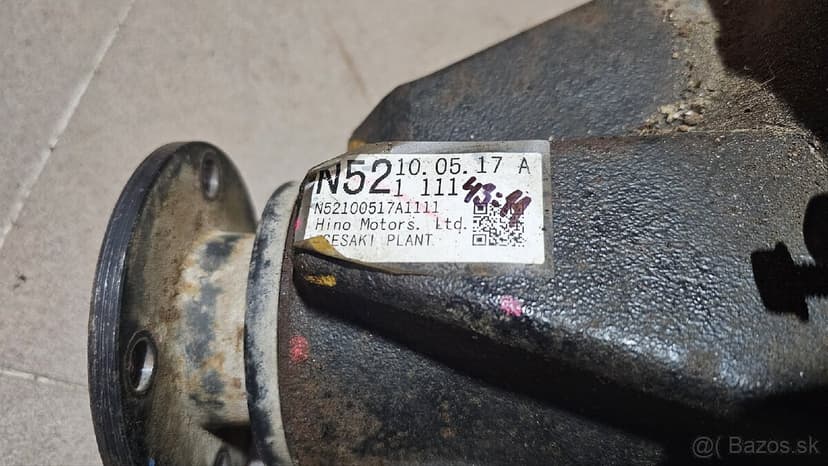 N52 10.05.17 A
1 111
43:11
N52100517A1111
Hino Motors. Ltd.
SESAKI PLANT
@( Bazos.sk